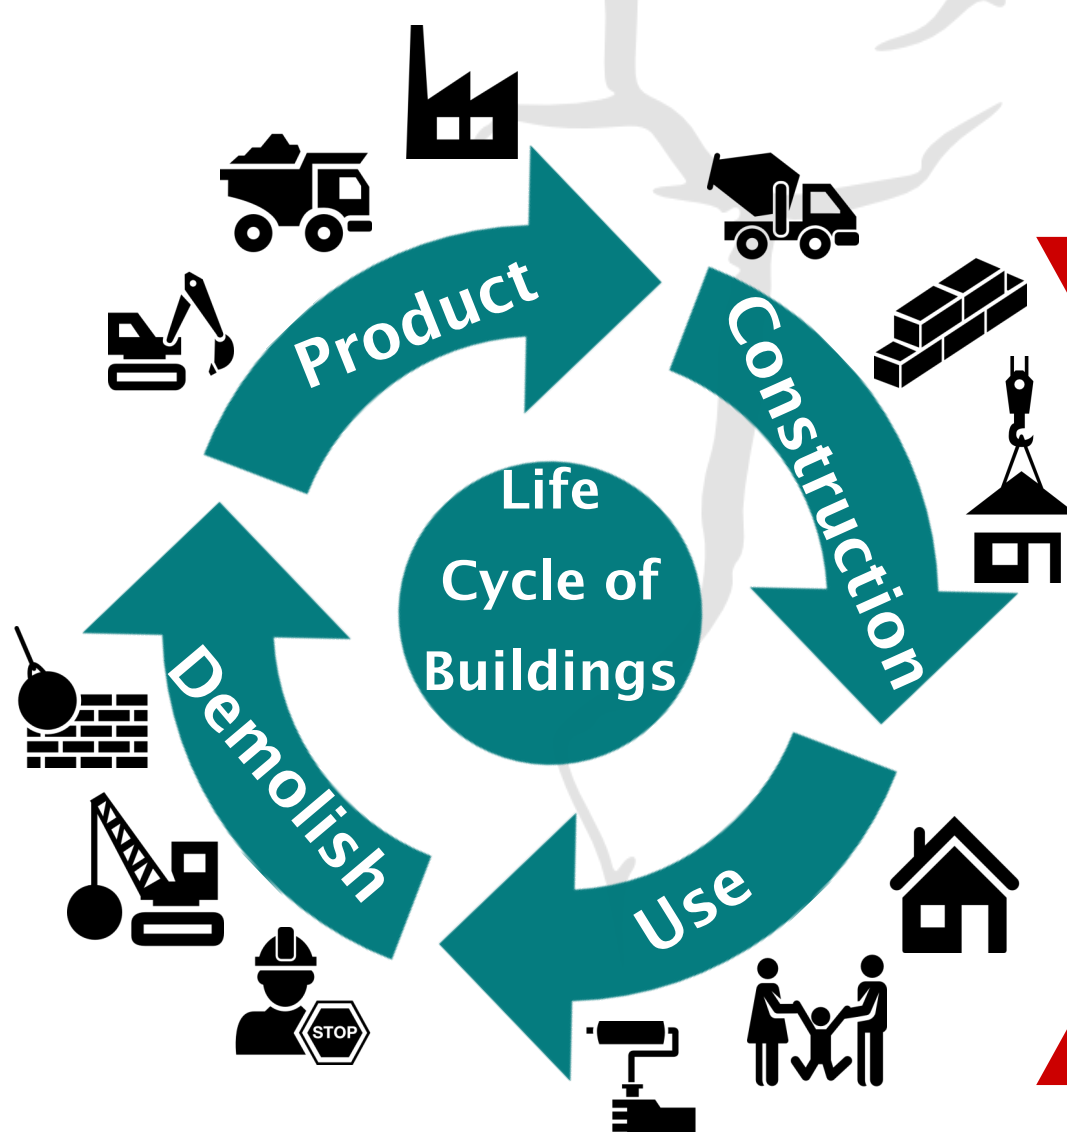 Product
Construction
Life
Cycle of
Buildings
Use
Demolish
STOP